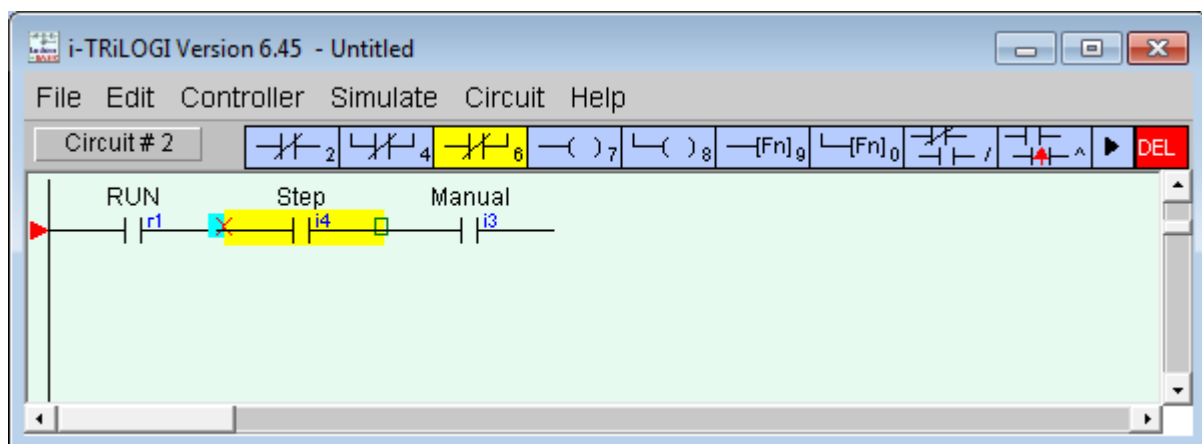 i-TRiLOGI Version 6.45 - Untitled
File Edit Controller Simulate Circuit Help
Circuit # 2 2 4 6 ( ) 7 ( ) 8 [Fn] 9 [Fn] 0 / ^ DEL
RUN Step Manual
r1 i4 i3